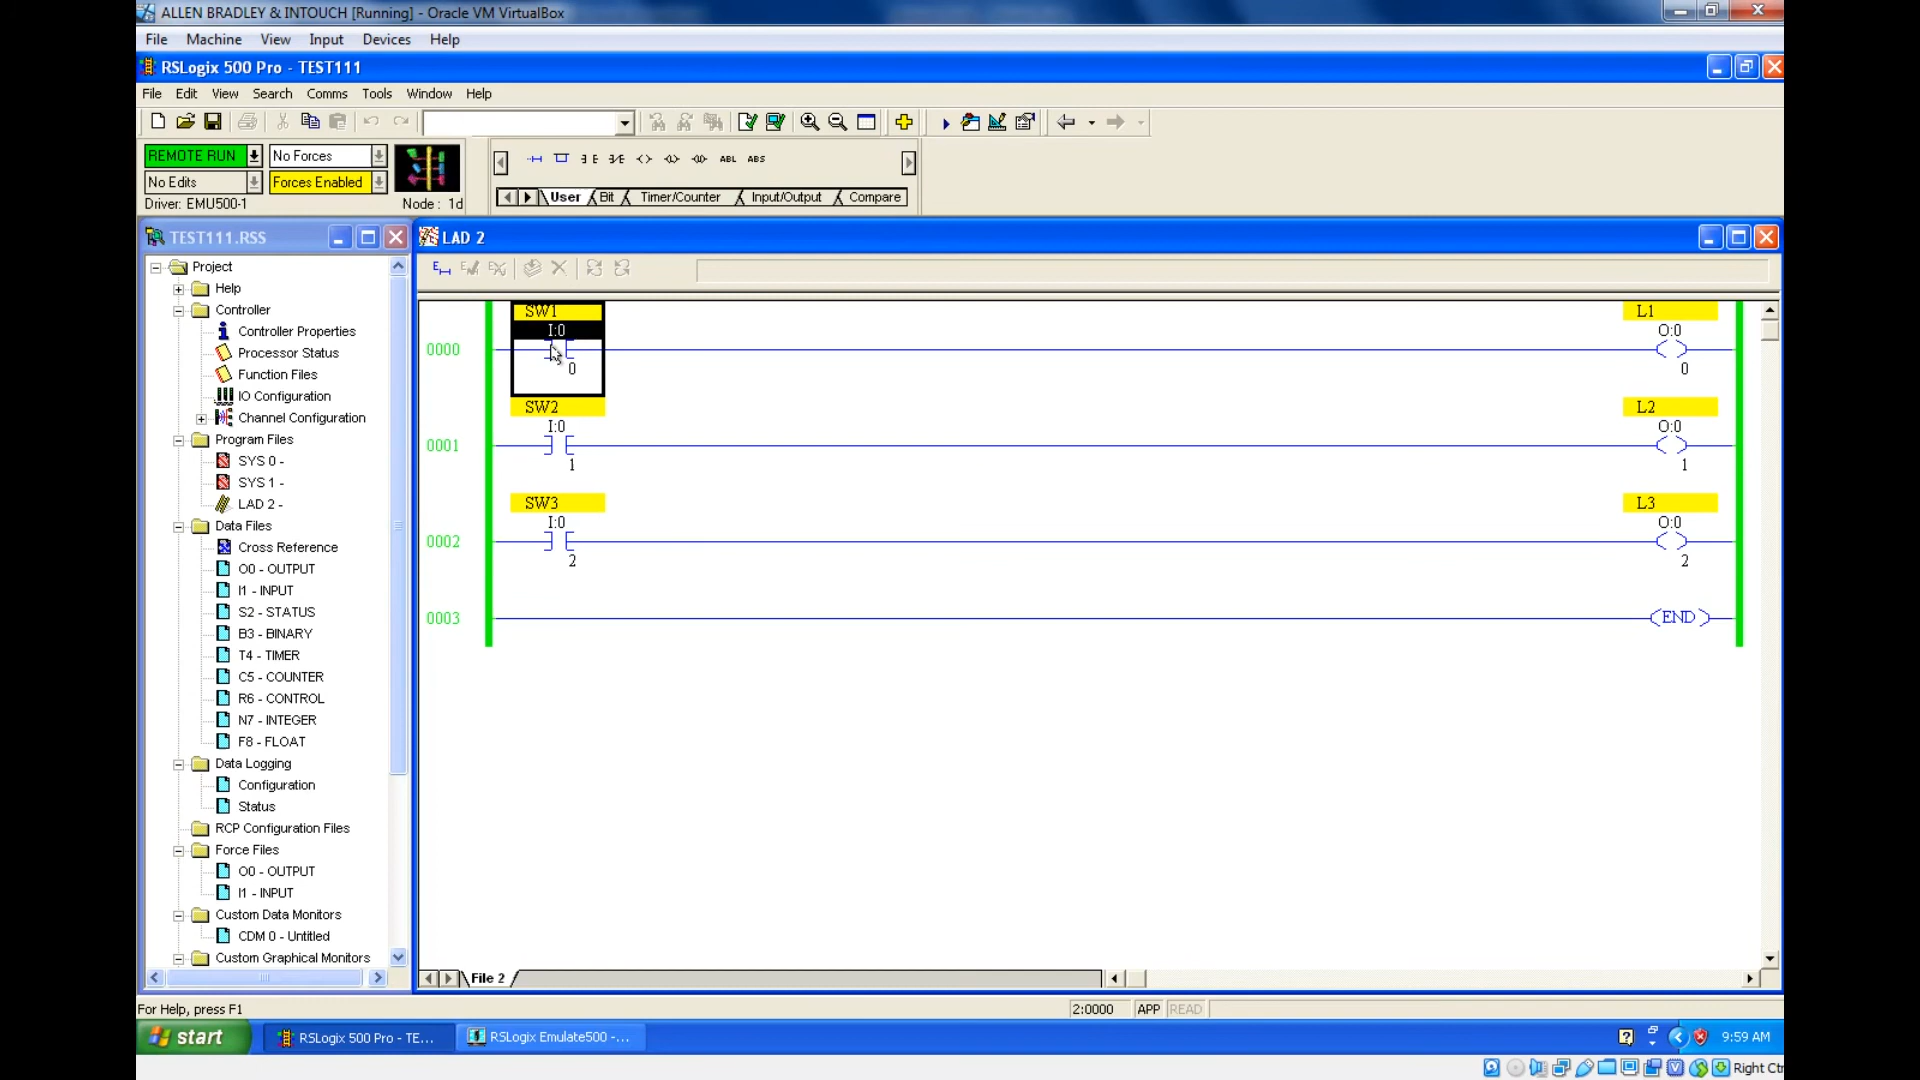 ALLEN BRADLEY & INTOUCH [Running] - Oracle VM VirtualBox
File Machine View Input Devices Help
RSLogix 500 Pro - TEST111
File Edit View Search Comms Tools Window Help
REMOTE RUN No Forces
No Edits Forces Enabled
Driver: EMU500-1 Node : 1d
ABL ABS
User Bit Timer/Counter Input/Output Compare
TEST111.RSS
Project
Help
Controller
Controller Properties
Processor Status
Function Files
IO Configuration
Channel Configuration
Program Files
SYS 0 -
SYS 1 -
LAD 2 -
Data Files
Cross Reference
O0 - OUTPUT
I1 - INPUT
S2 - STATUS
B3 - BINARY
T4 - TIMER
C5 - COUNTER
R6 - CONTROL
N7 - INTEGER
F8 - FLOAT
Data Logging
Configuration
Status
RCP Configuration Files
Force Files
O0 - OUTPUT
I1 - INPUT
Custom Data Monitors
CDM 0 - Untitled
Custom Graphical Monitors
LAD 2
SW1 L1
I:0 O:0
0000
0 0
SW2 L2
I:0 O:0
0001
1 1
SW3 L3
I:0 O:0
0002
2 2
0003 END
File 2
For Help, press F1 2:0000 APP READ
start RSLogix 500 Pro - TE... RSLogix Emulate500 -... 9:59 AM
Right Ctr